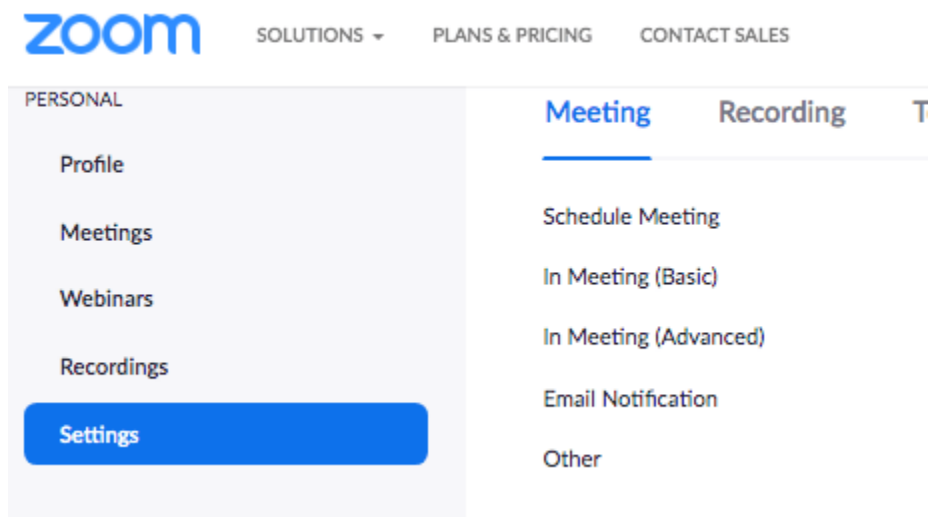 zoom SOLUTIONS PLANS & PRICING CONTACT SALES
PERSONAL
Profile
Meetings
Webinars
Recordings
Settings
Meeting Recording
Schedule Meeting
In Meeting (Basic)
In Meeting (Advanced)
Email Notification
Other